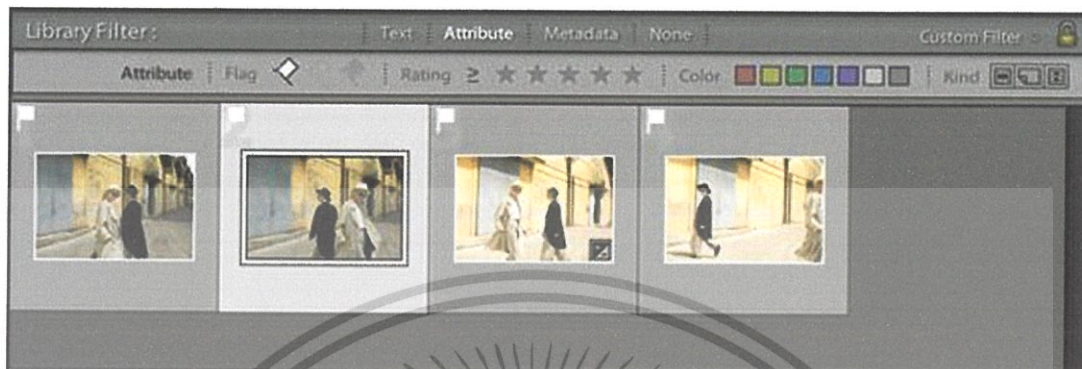 Library Filter : Text Attribute Metadata None Custom Filter
Attribute Flag Rating ≥ ★ ★ ★ ★ ★ Color Kind